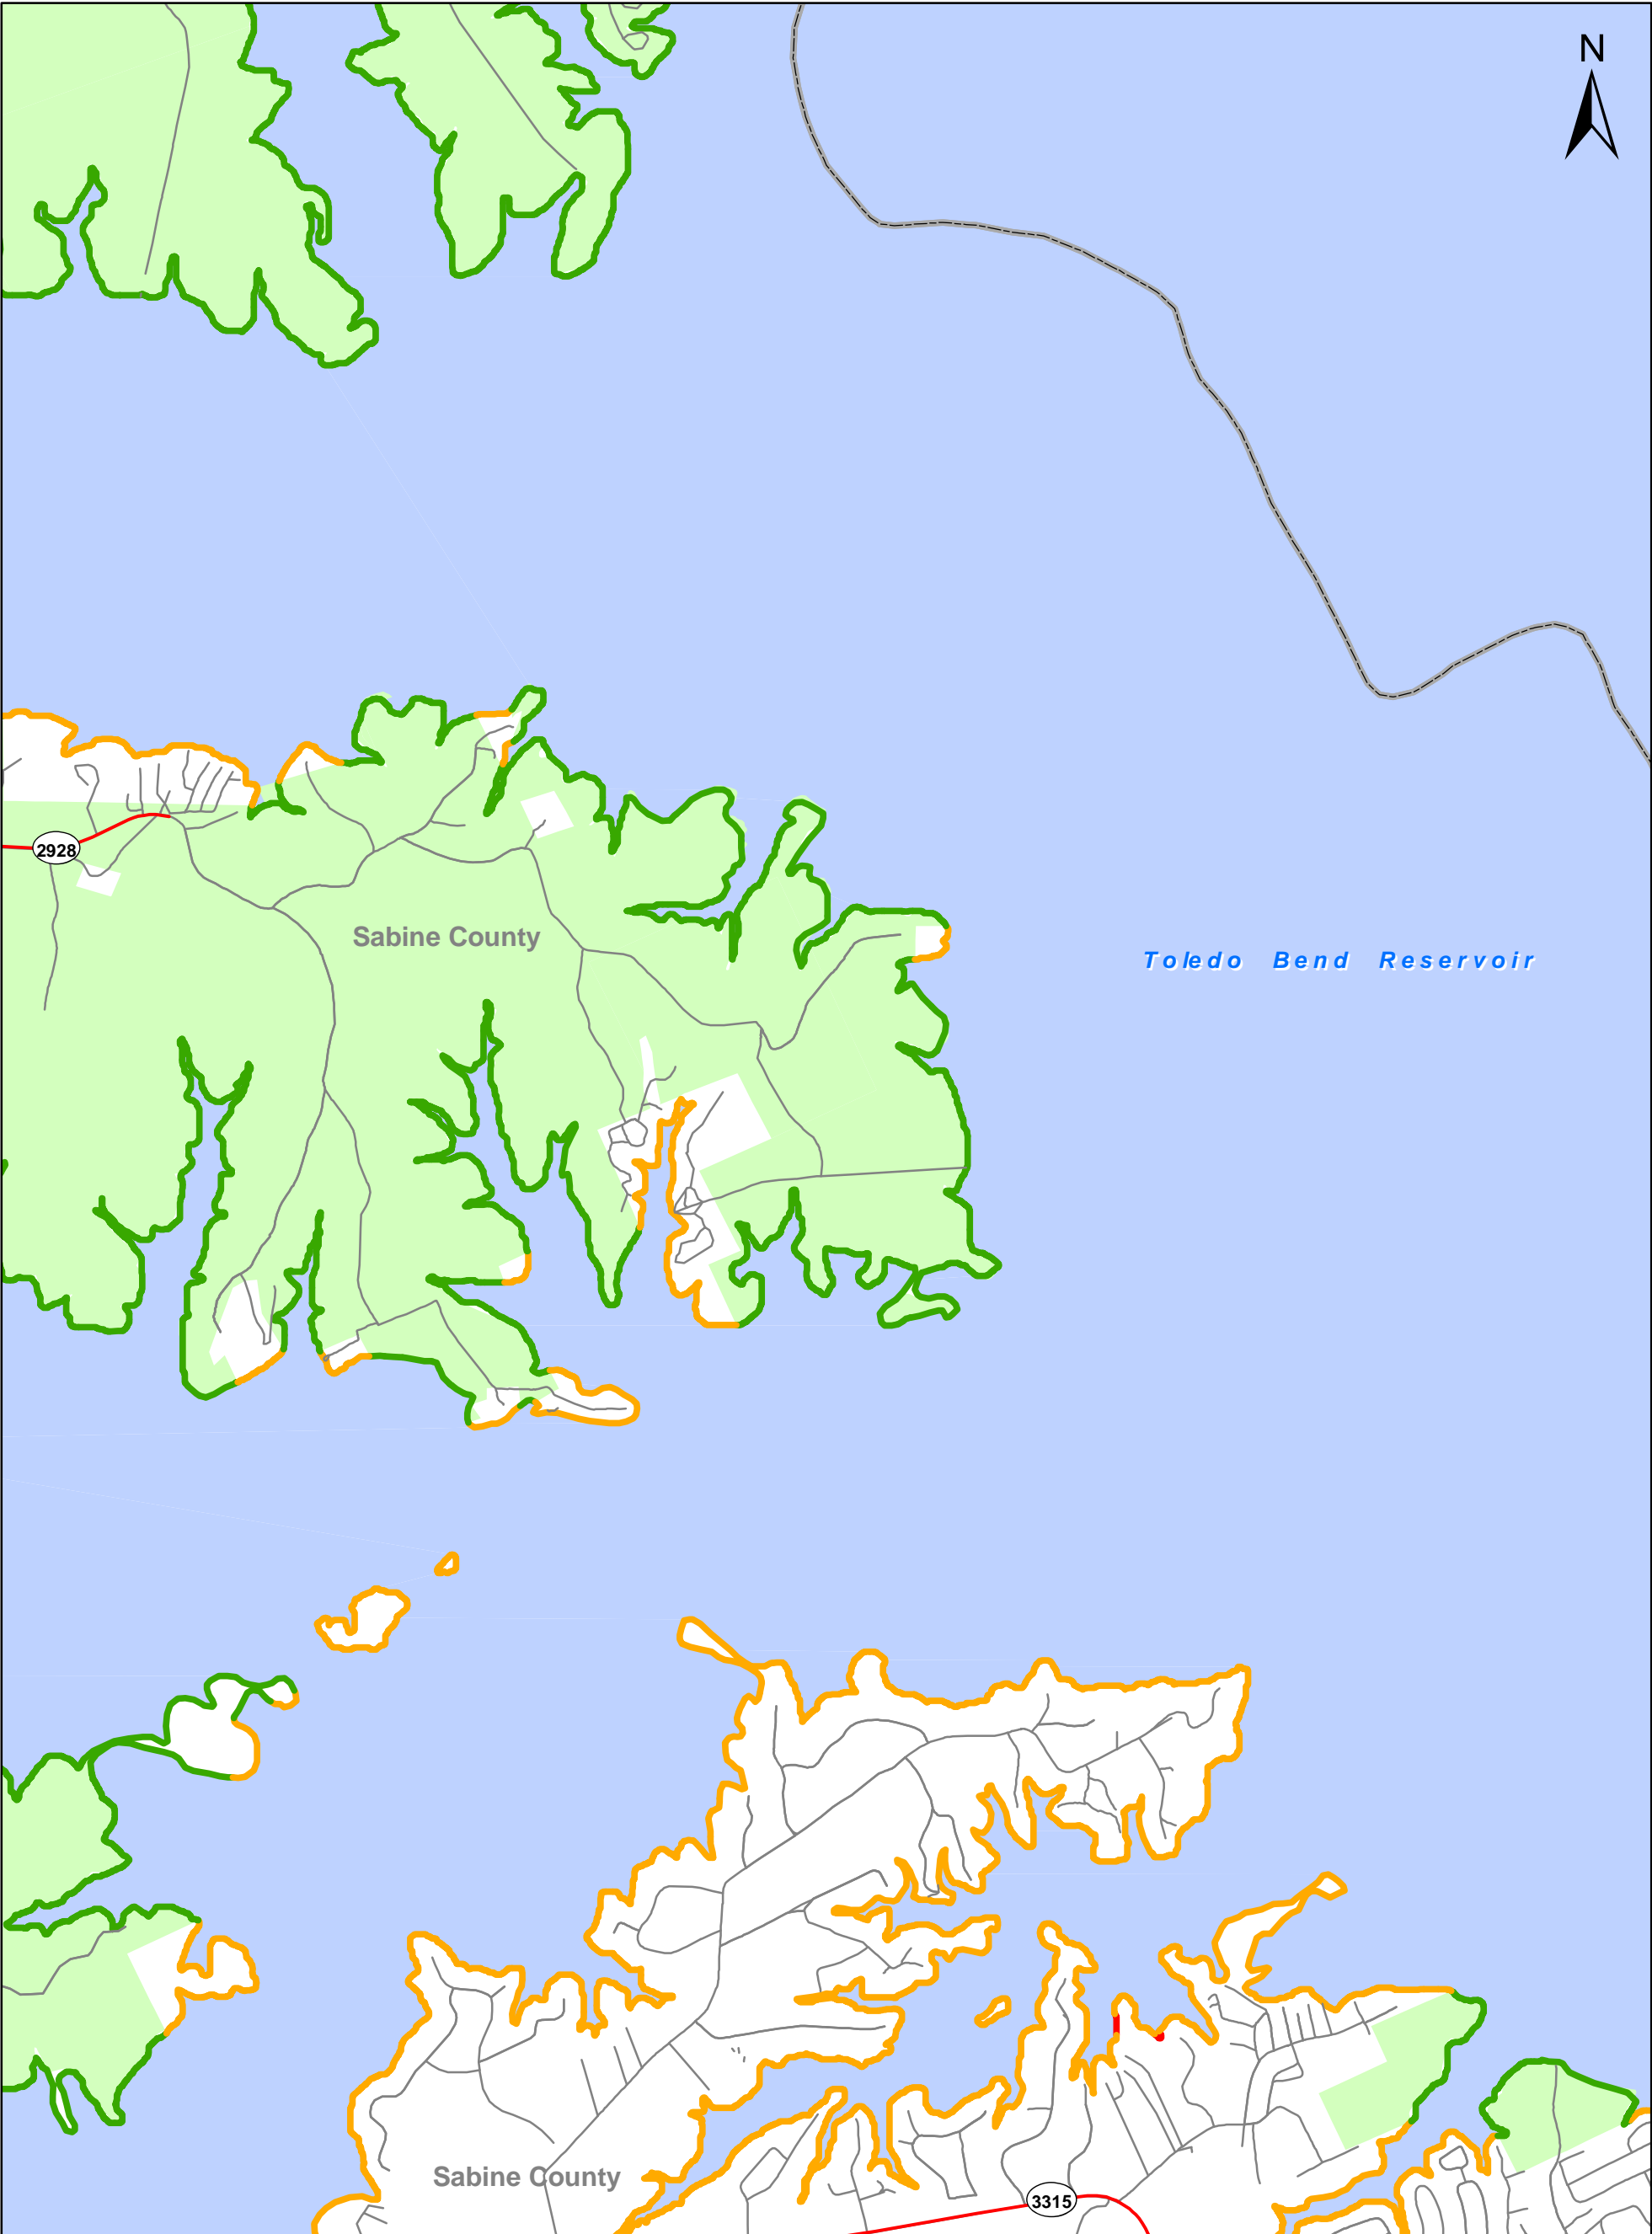 N
2928
Sabine County
Toledo Bend Reservoir
Sabine County
3315